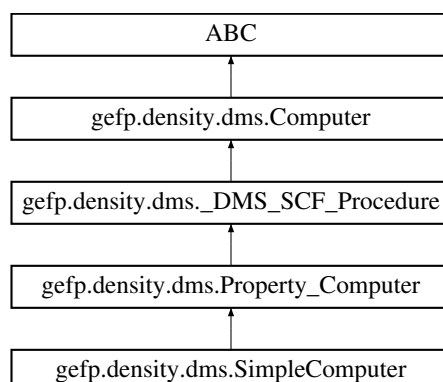 ABC
gefp.density.dms.Computer
gefp.density.dms._DMS_SCF_Procedure
gefp.density.dms.Property_Computer
gefp.density.dms.SimpleComputer